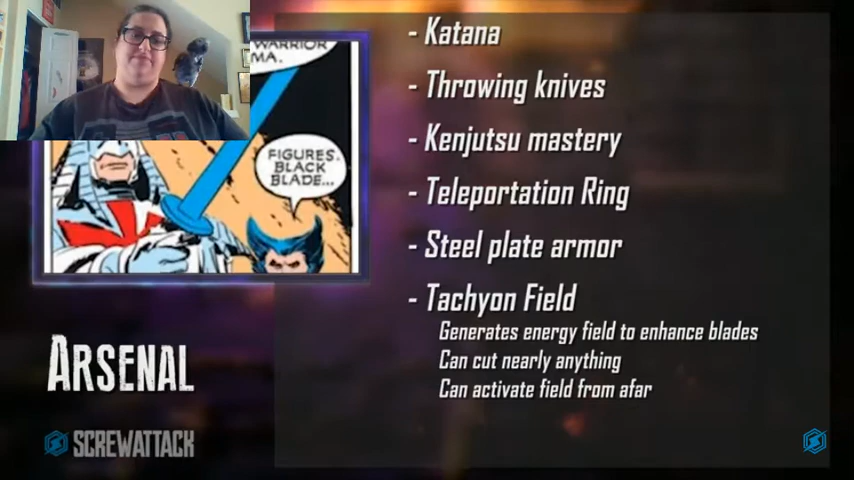 WARRIOR
MA.
FIGURES.
BLACK
BLADE...
- Katana
- Throwing knives
- Kenjutsu mastery
- Teleportation Ring
- Steel plate armor
- Tachyon Field
Generates energy field to enhance blades
Can cut nearly anything
Can activate field from afar
ARSENAL
SCREWATTACK